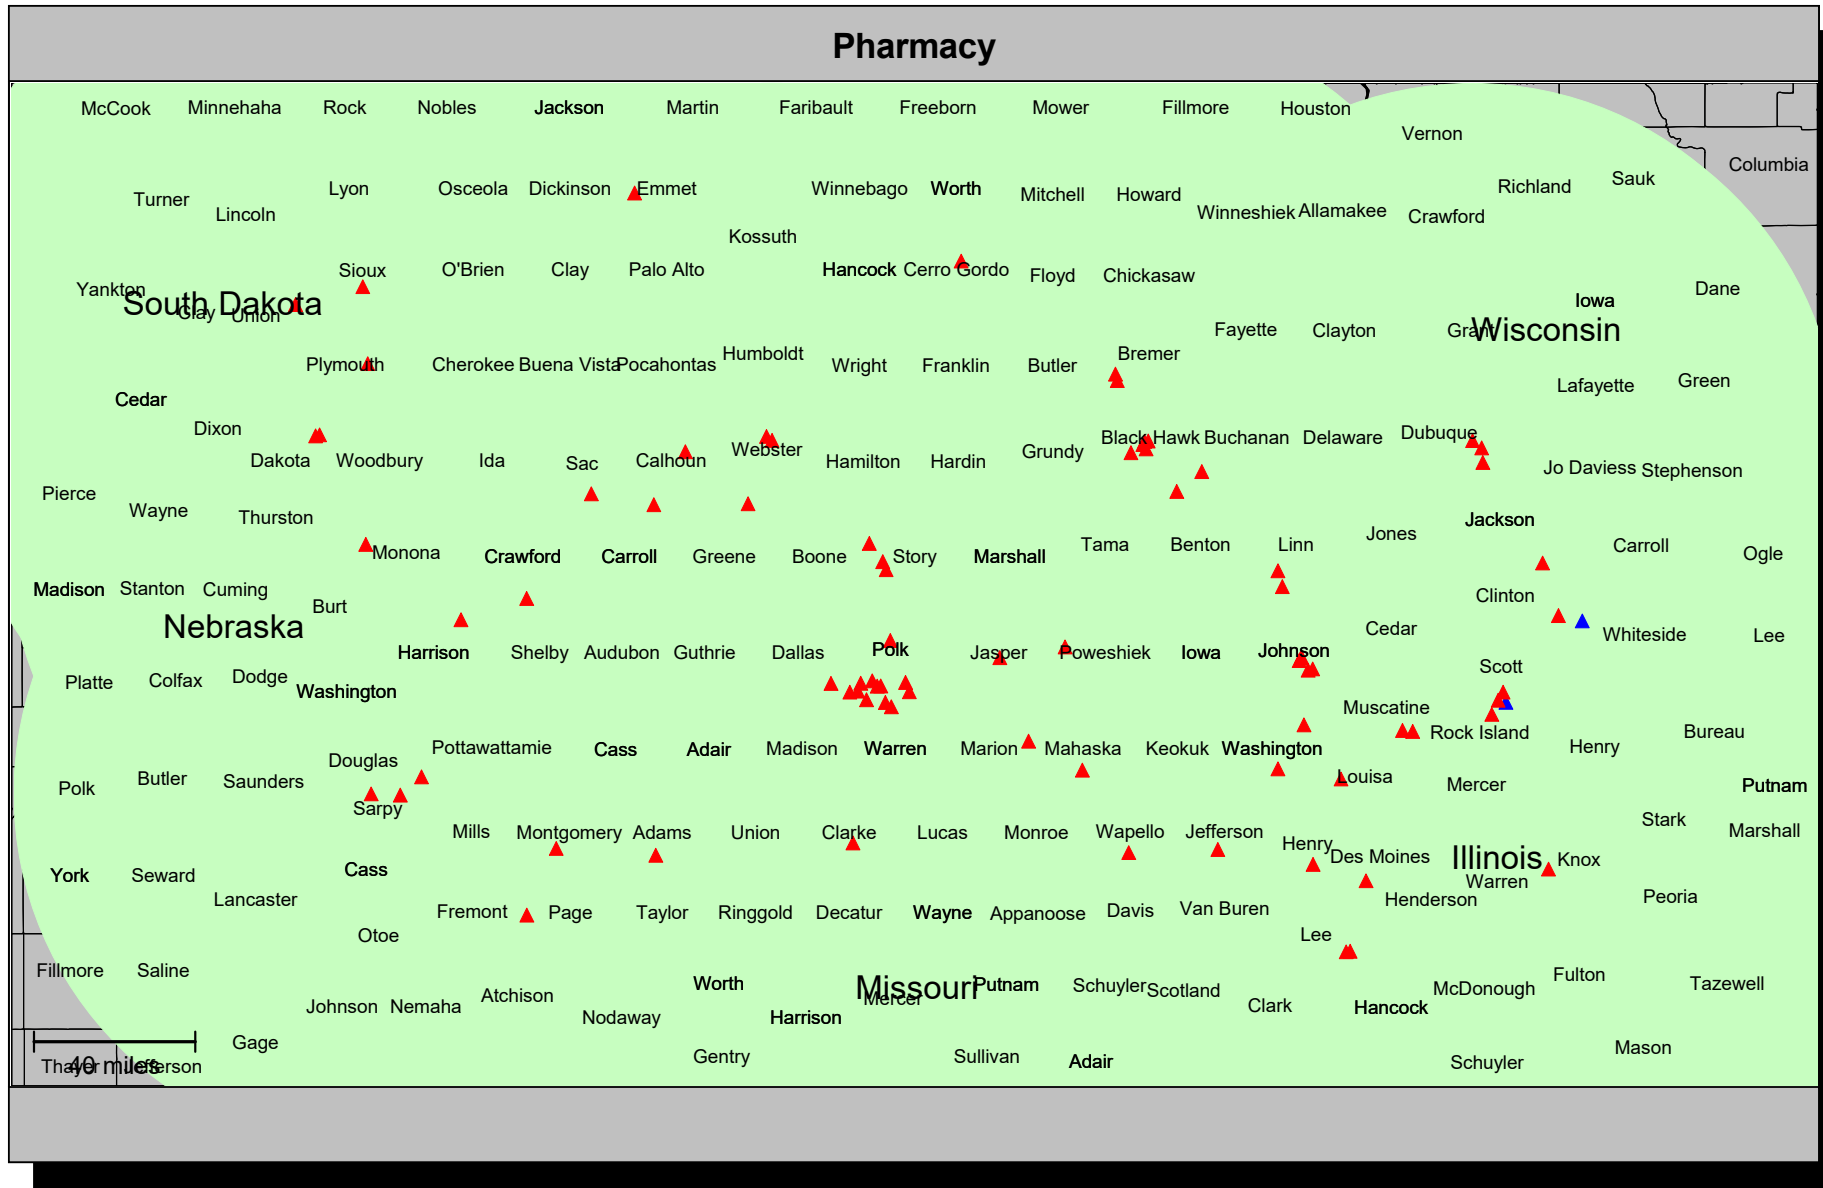 Pharmacy
McCook Minnehaha Rock Nobles Jackson Martin Faribault Freeborn Mower Fillmore Houston
Vernon
Columbia
Turner Lincoln Lyon Osceola Dickinson Emmet Winnebago Worth Mitchell Howard Winneshiek Allamakee Crawford Richland Sauk
Kossuth
Yankton Clay Union Sioux O'Brien Clay Palo Alto Hancock Cerro Gordo Floyd Chickasaw Iowa Dane
South Dakota
Fayette Clayton Grant
Wisconsin
Plymouth Cherokee Buena Vista Pocahontas Humboldt Wright Franklin Butler Bremer Lafayette Green
Cedar
Dixon Dakota Woodbury Ida Sac Calhoun Webster Hamilton Hardin Grundy Black Hawk Buchanan Delaware Dubuque Jo Daviess Stephenson
Pierce Wayne Thurston
Jackson
Monona Crawford Carroll Greene Boone Story Marshall Tama Benton Linn Jones Carroll Ogle
Madison Stanton Cuming Burt Clinton
Nebraska
Cedar Whiteside Lee
Harrison Shelby Audubon Guthrie Dallas Polk Jasper Poweshiek Iowa Johnson Scott
Platte Colfax Dodge Washington
Muscatine Rock Island Bureau
Douglas Pottawattamie Cass Adair Madison Warren Marion Mahaska Keokuk Washington Henry
Polk Butler Saunders Sarpy Louisa Mercer Putnam
Mills Montgomery Adams Union Clarke Lucas Monroe Wapello Jefferson Henry Stark Marshall
Des Moines Illinois Knox
York Seward Cass Warren
Lancaster Henderson Peoria
Fremont Page Taylor Ringgold Decatur Wayne Appanoose Davis Van Buren
Otoe Lee
Fillmore Saline Fulton
Worth Missouri Putnam Schuyler Scotland McDonough Tazewell
Johnson Nemaha Atchison Mercer Clark Hancock
Nodaway Harrison
Gage Gentry Sullivan Adair Schuyler Mason
Thayer Jefferson
40 miles